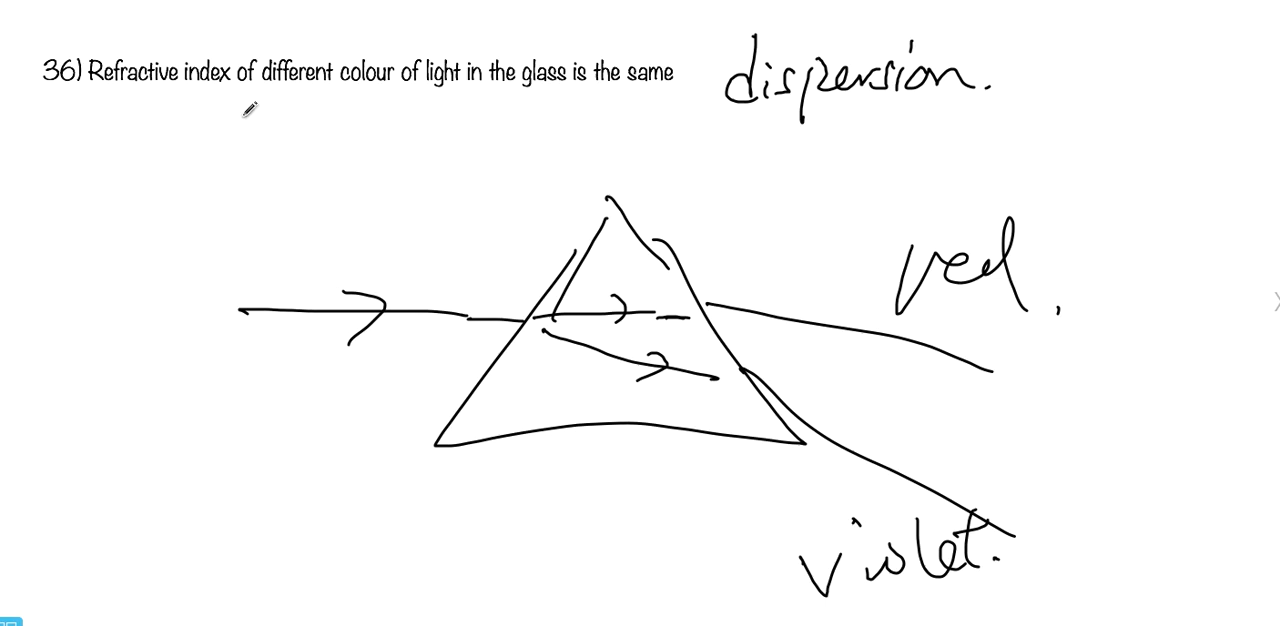 36) Refractive index of different colour of light in the glass is the same
dispersion.
red.
violet.